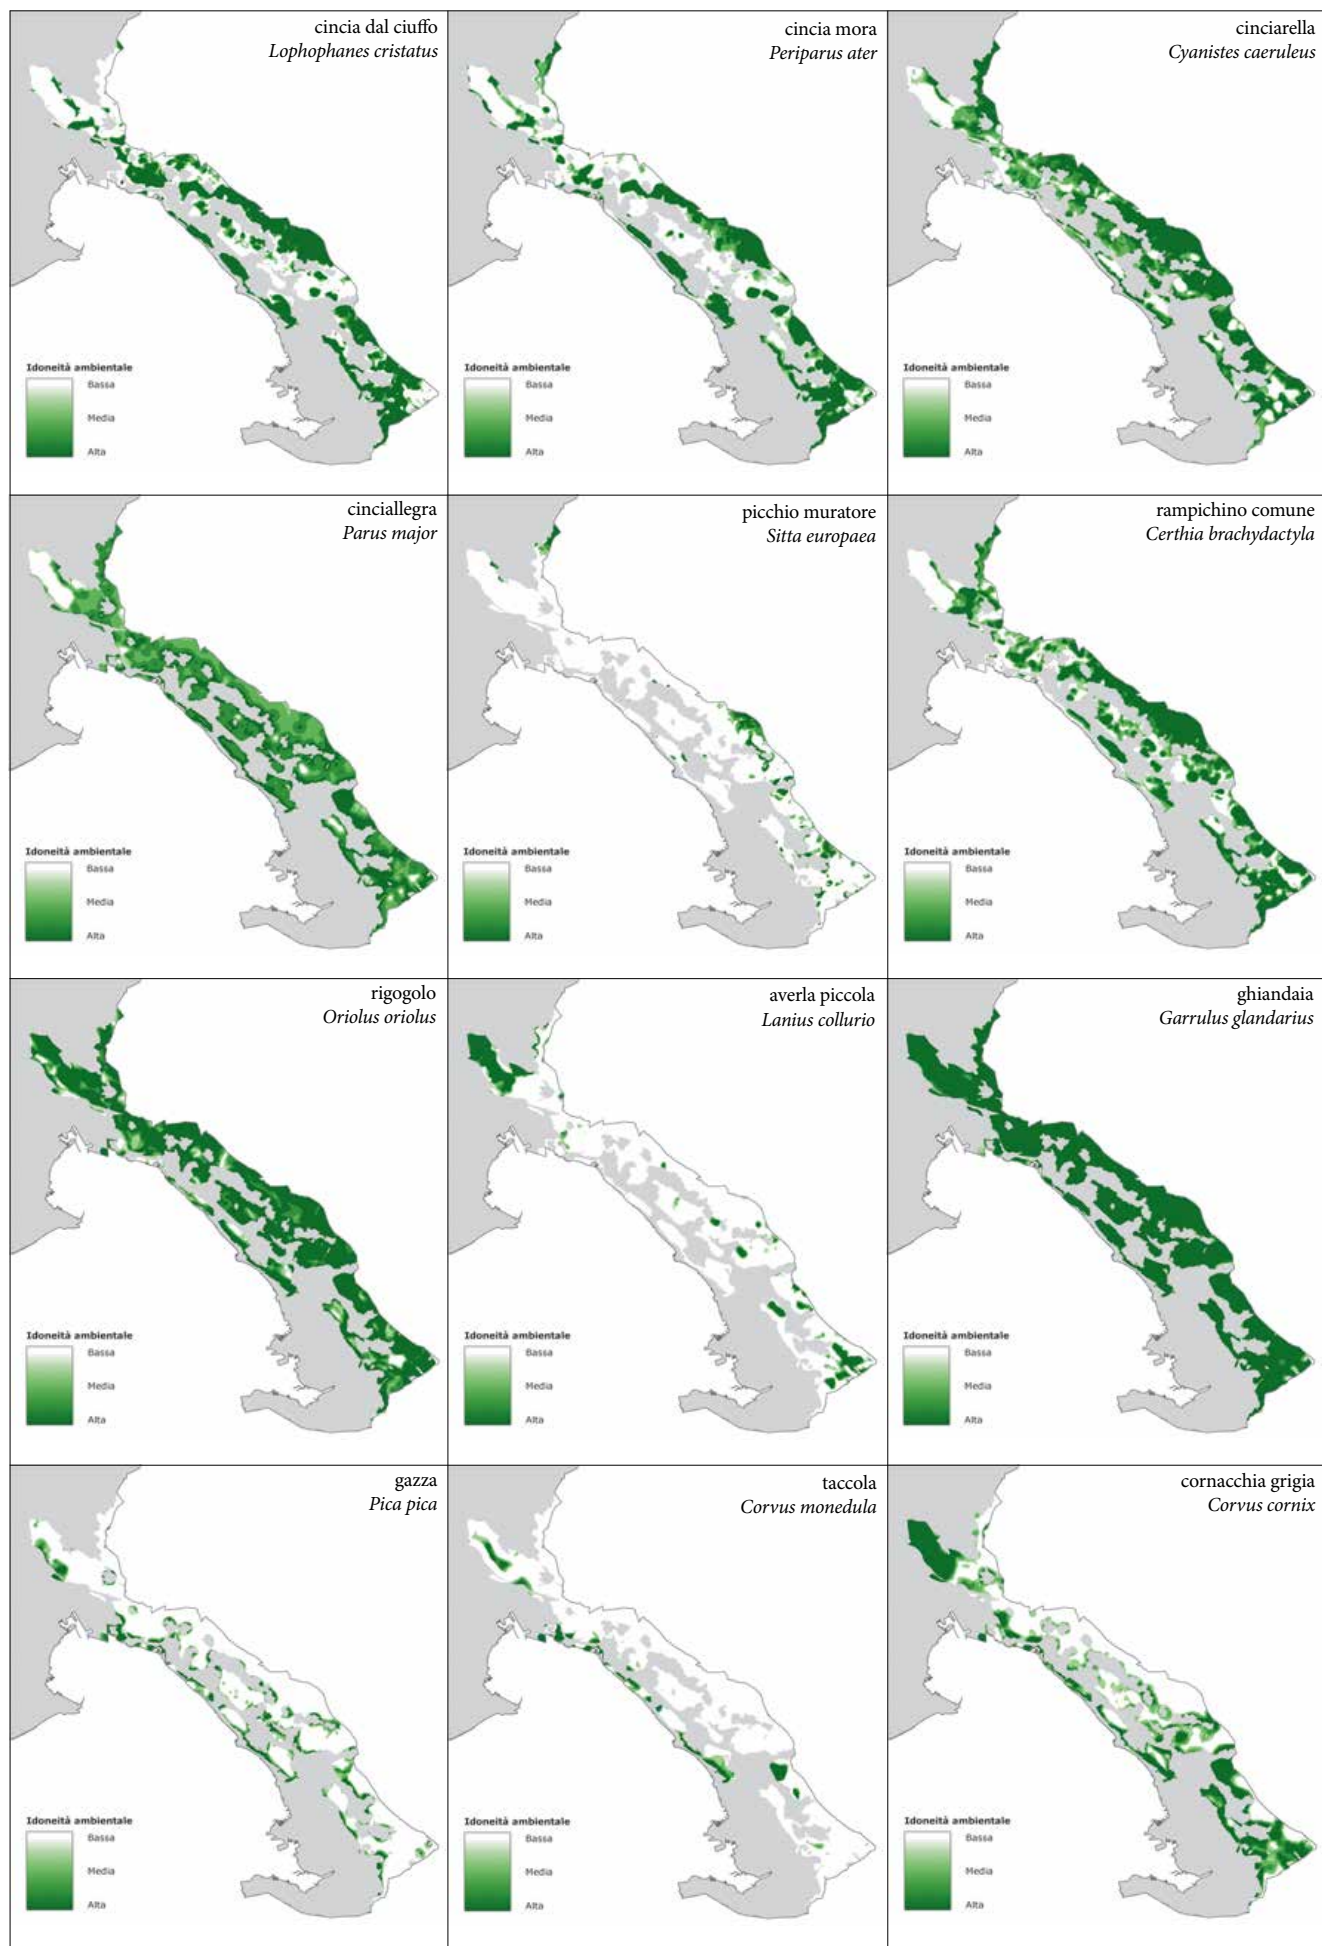 cincia dal ciuffo
Lophophanes cristatus
Idoneità ambientale
Bassa
Media
Alta
cincia mora
Periparus ater
Idoneità ambientale
Bassa
Media
Alta
cinciarella
Cyanistes caeruleus
Idoneità ambientale
Bassa
Media
Alta
cinciallegra
Parus major
Idoneità ambientale
Bassa
Media
Alta
picchio muratore
Sitta europaea
Idoneità ambientale
Bassa
Media
Alta
rampichino comune
Certhia brachydactyla
Idoneità ambientale
Bassa
Media
Alta
rigogolo
Oriolus oriolus
Idoneità ambientale
Bassa
Media
Alta
averla piccola
Lanius collurio
Idoneità ambientale
Bassa
Media
Alta
ghiandaia
Garrulus glandarius
Idoneità ambientale
Bassa
Media
Alta
gazza
Pica pica
Idoneità ambientale
Bassa
Media
Alta
taccola
Corvus monedula
Idoneità ambientale
Bassa
Media
Alta
cornacchia grigia
Corvus cornix
Idoneità ambientale
Bassa
Media
Alta